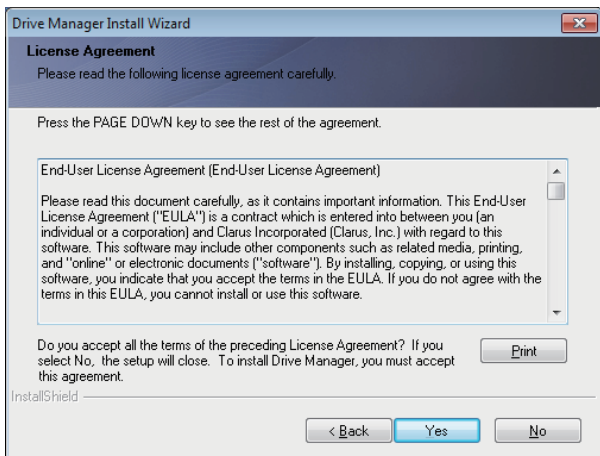 Drive Manager Install Wizard
License Agreement
Please read the following license agreement carefully.
Press the PAGE DOWN key to see the rest of the agreement.
End-User License Agreement (End-User License Agreement)
Please read this document carefully, as it contains important information. This End-User
License Agreement ("EULA") is a contract which is entered into between you (an
individual or a corporation) and Clarus Incorporated (Clarus, Inc.) with regard to this
software. This software may include other components such as related media, printing,
and "online" or electronic documents ("software"). By installing, copying, or using this
software, you indicate that you accept the terms in the EULA. If you do not agree with the
terms in this EULA, you cannot install or use this software.
Do you accept all the terms of the preceding License Agreement? If you
select No, the setup will close. To install Drive Manager, you must accept
this agreement.
Print
InstallShield
< Back Yes No